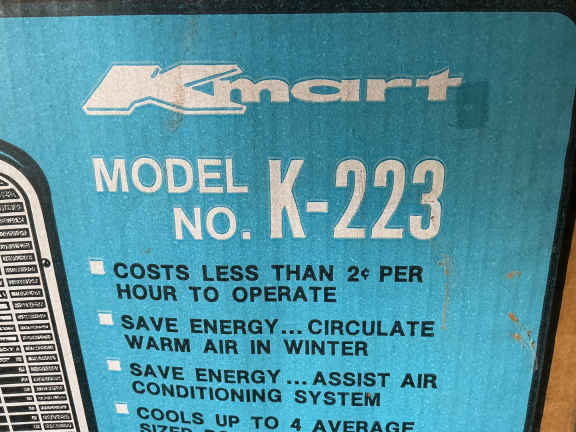 Kmart
MODEL
NO. K-223
COSTS LESS THAN 2¢ PER
HOUR TO OPERATE
SAVE ENERGY...CIRCULATE
WARM AIR IN WINTER
SAVE ENERGY...ASSIST AIR
CONDITIONING SYSTEM
COOLS UP TO 4 AVERAGE